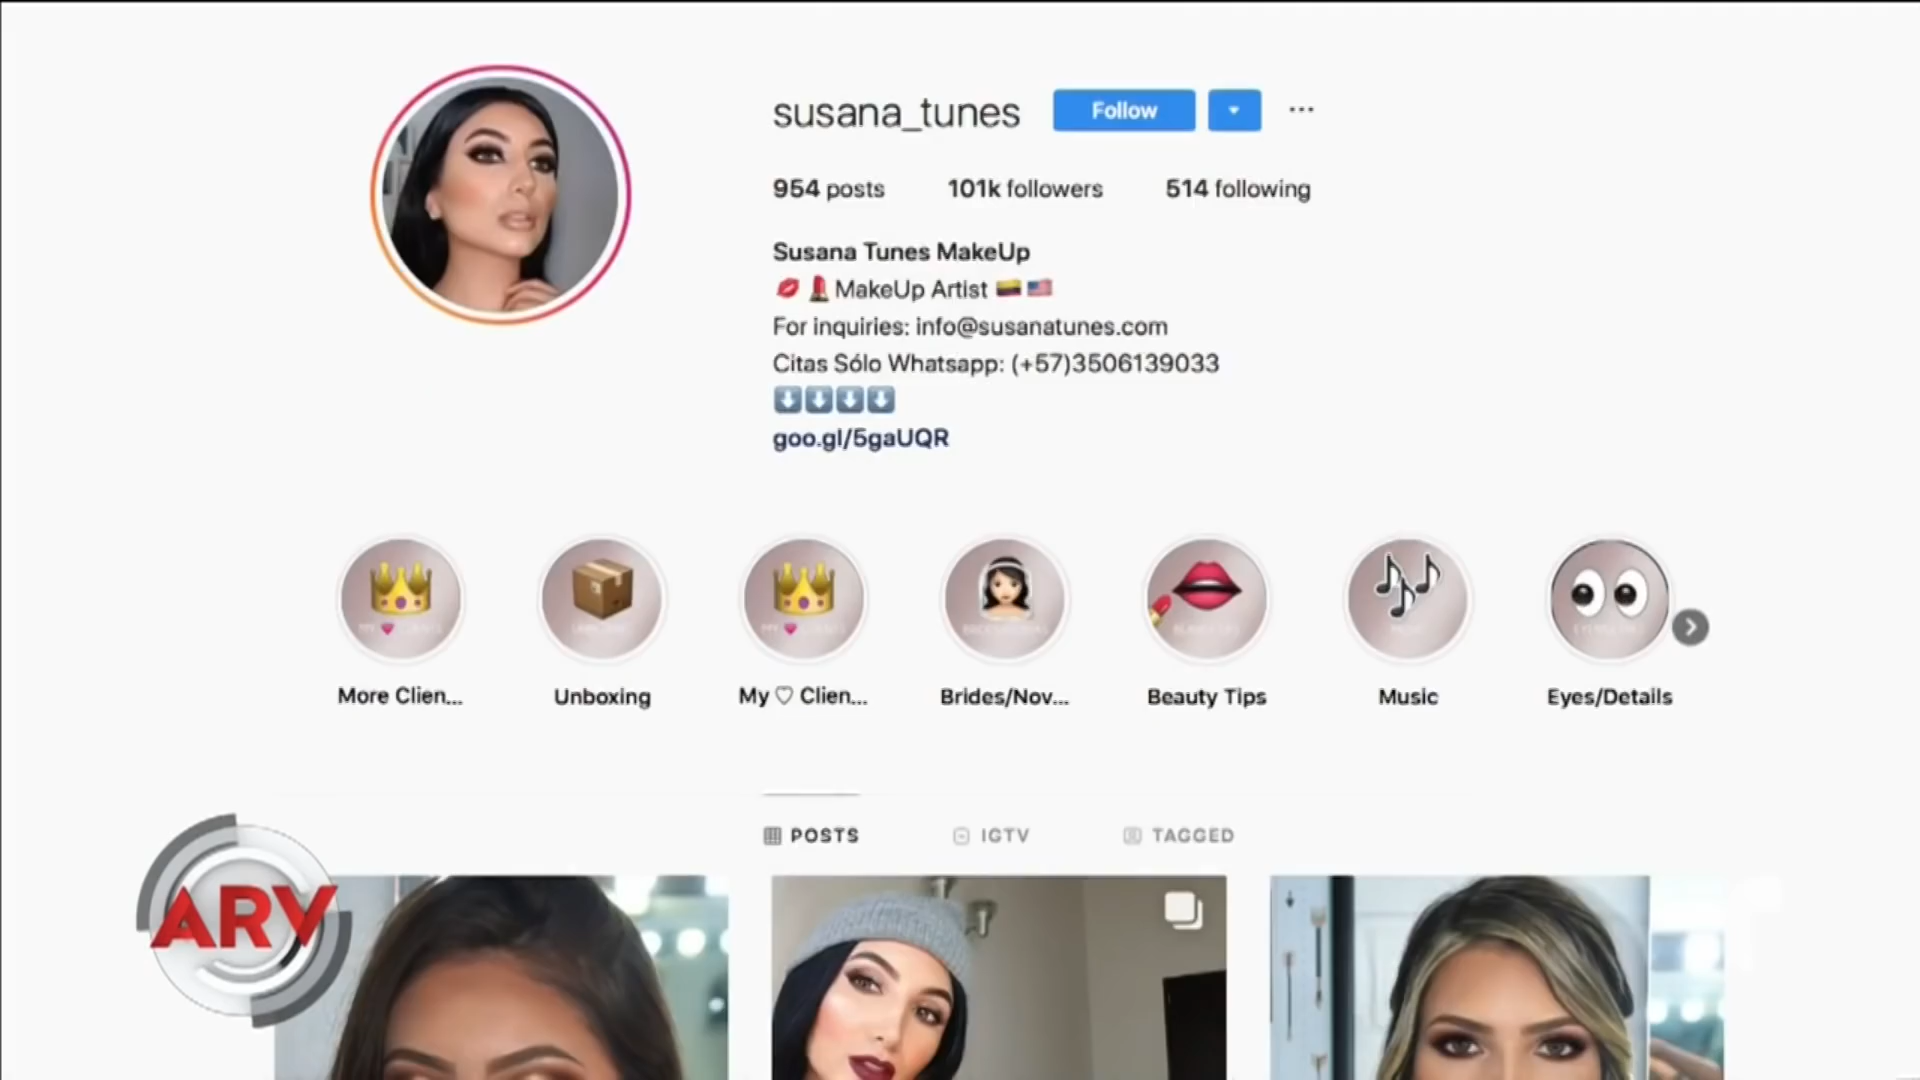 susana_tunes Follow
954 posts 101k followers 514 following
Susana Tunes MakeUp
MakeUp Artist
For inquiries: info@susanatunes.com
Citas Sólo Whatsapp: (+57)3506139033
goo.gl/5gaUQR
More Clien... Unboxing My ♡ Clien... Brides/Nov... Beauty Tips Music Eyes/Details
POSTS IGTV TAGGED
ARV